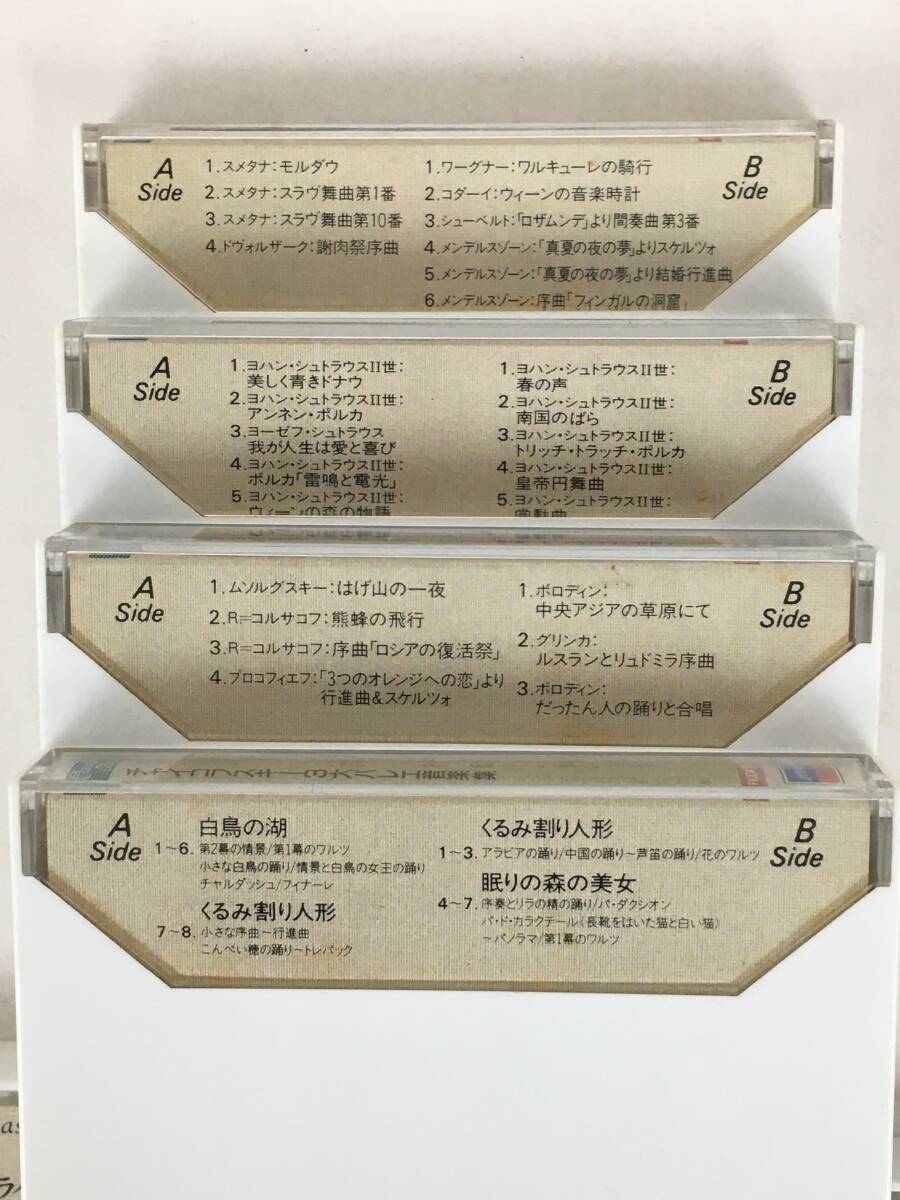 A
Side
1.スメタナ:モルダウ
2.スメタナ:スラヴ舞曲第1番
3.スメタナ:スラヴ舞曲第10番
4.ドヴォルザーク:謝肉祭序曲
1.ワーグナー:ワルキューレの騎行
2.コダーイ:ウィーンの音楽時計
3.シューベルト:「ロザムンデ」より間奏曲第3番
4.メンデルスゾーン:「真夏の夜の夢」よりスケルツォ
5.メンデルスゾーン:「真夏の夜の夢」より結婚行進曲
6.メンデルスゾーン:序曲「フィンガルの洞窟」
B
Side
A
Side
1.ヨハン・シュトラウスII世:
美しく青きドナウ
2.ヨハン・シュトラウスII世:
アンネン・ポルカ
3.ヨーゼフ・シュトラウス
我が人生は愛と喜び
4.ヨハン・シュトラウスII世:
ポルカ「雷鳴と電光」
5.ヨハン・シュトラウスII世:
ウィーンの森の物語
1.ヨハン・シュトラウスII世:
春の声
2.ヨハン・シュトラウスII世:
南国のばら
3.ヨハン・シュトラウスII世:
トリッチ・トラッチ・ポルカ
4.ヨハン・シュトラウスII世:
皇帝円舞曲
5.ヨハン・シュトラウスII世:
常動曲
B
Side
A
Side
1.ムソルグスキー:はげ山の一夜
2.R=コルサコフ:熊蜂の飛行
3.R=コルサコフ:序曲「ロシアの復活祭」
4.プロコフィエフ:「3つのオレンジへの恋」より
行進曲&スケルツォ
1.ボロディン:
中央アジアの草原にて
2.グリンカ:
ルスランとリュドミラ序曲
3.ボロディン:
だったん人の踊りと合唱
B
Side
チャイコフスキー3大バレエ音楽集
A
Side
白鳥の湖
1〜6.第2幕の情景/第1幕のワルツ
小さな白鳥の踊り/情景と白鳥の女王の踊り
チャルダッシュ/フィナーレ
くるみ割り人形
7〜8.小さな序曲〜行進曲
こんぺい糖の踊り〜トレパック
くるみ割り人形
1〜3.アラビアの踊り/中国の踊り〜芦笛の踊り/花のワルツ
眠りの森の美女
4〜7.序奏とリラの精の踊り/パ・ダクシオン
パ・ド・カラクテール(長靴をはいた猫と白い猫)
〜パノラマ/第1幕のワルツ
B
Side